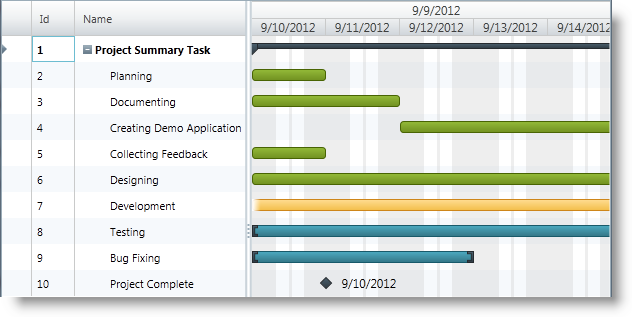 Id Name 9/9/2012
9/10/2012 9/11/2012 9/12/2012 9/13/2012 9/14/2012
1 Project Summary Task
2 Planning
3 Documenting
4 Creating Demo Application
5 Collecting Feedback
6 Designing
7 Development
8 Testing
9 Bug Fixing
10 Project Complete 9/10/2012